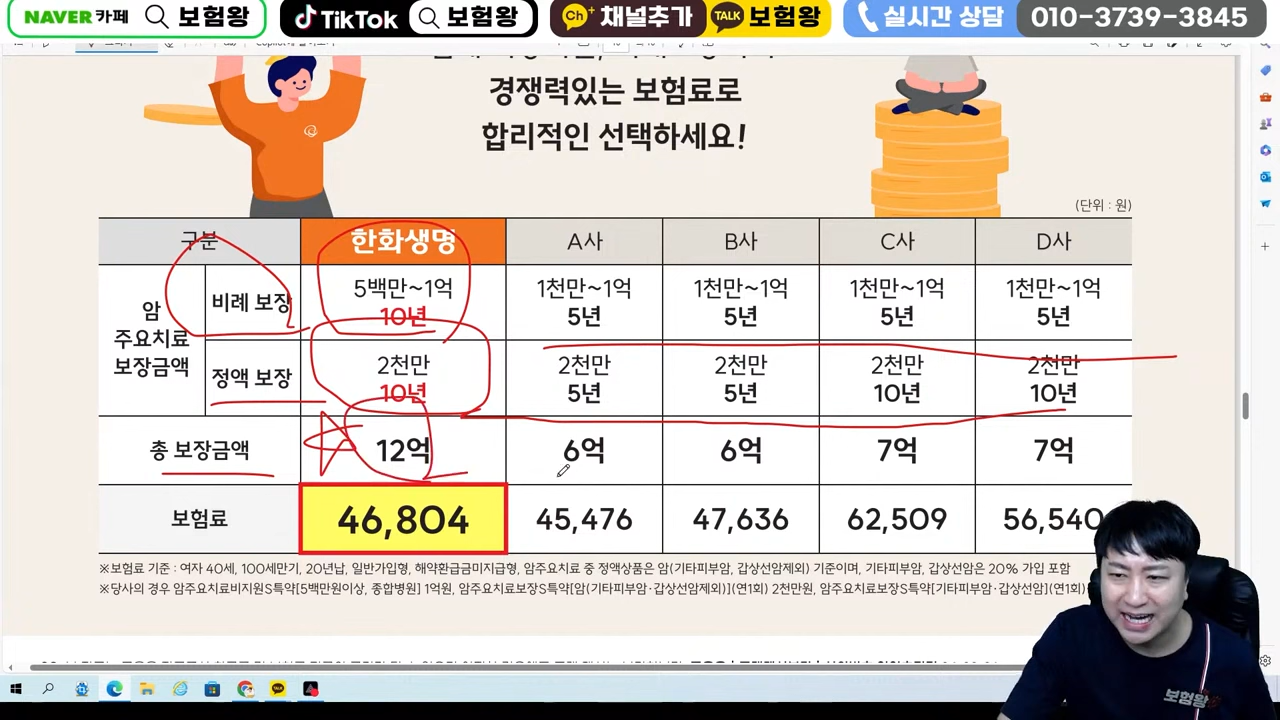 NAVER 카페 보험왕 TikTok 보험왕 Ch+ 채널추가 TALK 보험왕 실시간 상담 010-3739-3845
경쟁력있는 보험료로
합리적인 선택하세요!
(단위 : 원)
구분 한화생명 A사 B사 C사 D사
암 주요치료 보장금액
비례 보장 5백만~1억 1천만~1억 1천만~1억 1천만~1억 1천만~1억
10년 5년 5년 5년 5년
정액 보장 2천만 2천만 2천만 2천만 2천만
10년 5년 5년 10년 10년
총 보장금액 12억 6억 6억 7억 7억
보험료 46,804 45,476 47,636 62,509 56,540
※보험료 기준 : 여자 40세, 100세만기, 20년납, 일반가입형, 해약환급금미지급형, 암주요치료 중 정액상품은 암(기타피부암, 갑상선암제외) 기준이며, 기타피부암, 갑상선암은 20% 가입 포함
※당사의 경우 암주요치료비지원S특약[5백만원이상, 종합병원] 1억원, 암주요치료보장S특약[암(기타피부암·갑상선암제외)](연1회) 2천만원, 암주요치료보장S특약[기타피부암·갑상선암](연1회)
보험왕